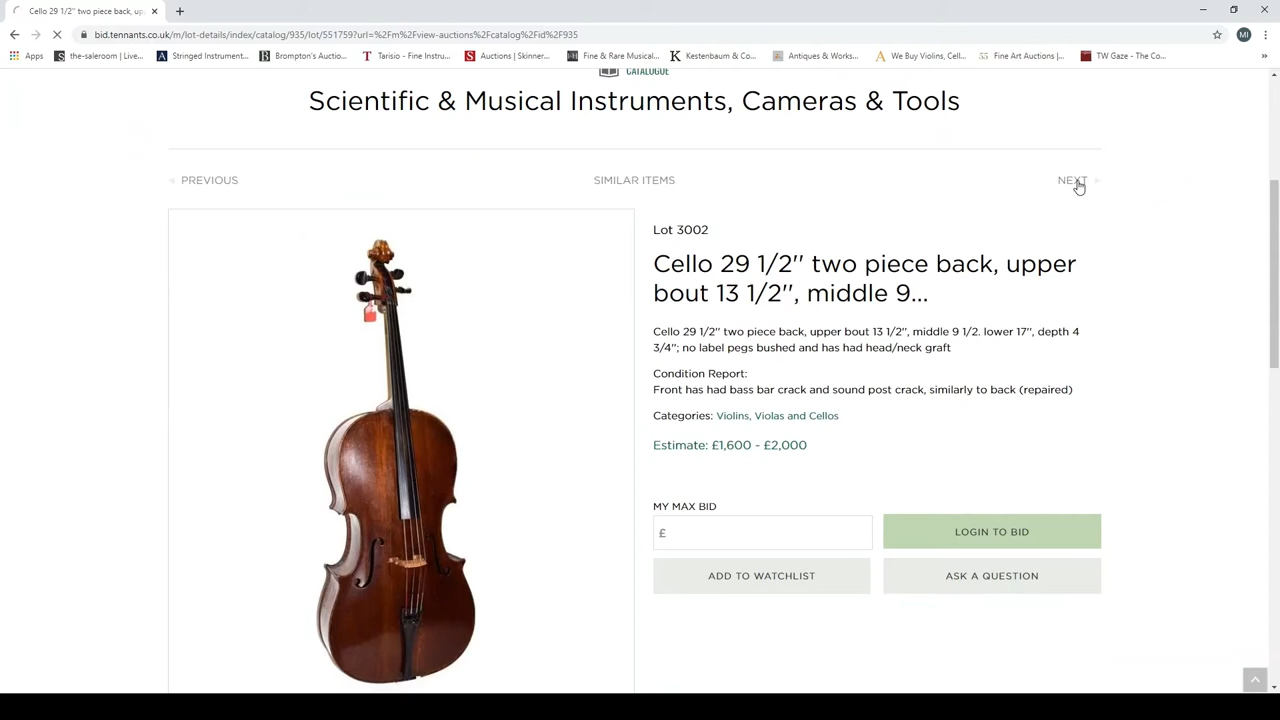 Cello 29 1/2'' two piece back, up
bid.tennants.co.uk/m/lot-details/index/catalog/935/lot/551759?url=%2Fm%2Fview-auctions%2Fcatalog%2Fid%2F935
MI
Apps the-saleroom | Live... Stringed Instrument... Brompton's Auctio... Tarisio - Fine Instru... Auctions | Skinner... Fine & Rare Musical... Kestenbaum & Co... Antiques & Works... We Buy Violins, Cell... Fine Art Auctions |... TW Gaze - The Co...
CATALOGUE
Scientific & Musical Instruments, Cameras & Tools
PREVIOUS SIMILAR ITEMS NEXT
Lot 3002
Cello 29 1/2'' two piece back, upper
bout 13 1/2'', middle 9...
Cello 29 1/2'' two piece back, upper bout 13 1/2'', middle 9 1/2. lower 17'', depth 4
3/4''; no label pegs bushed and has had head/neck graft
Condition Report:
Front has had bass bar crack and sound post crack, similarly to back (repaired)
Categories: Violins, Violas and Cellos
Estimate: £1,600 - £2,000
MY MAX BID
£
LOGIN TO BID
ADD TO WATCHLIST
ASK A QUESTION